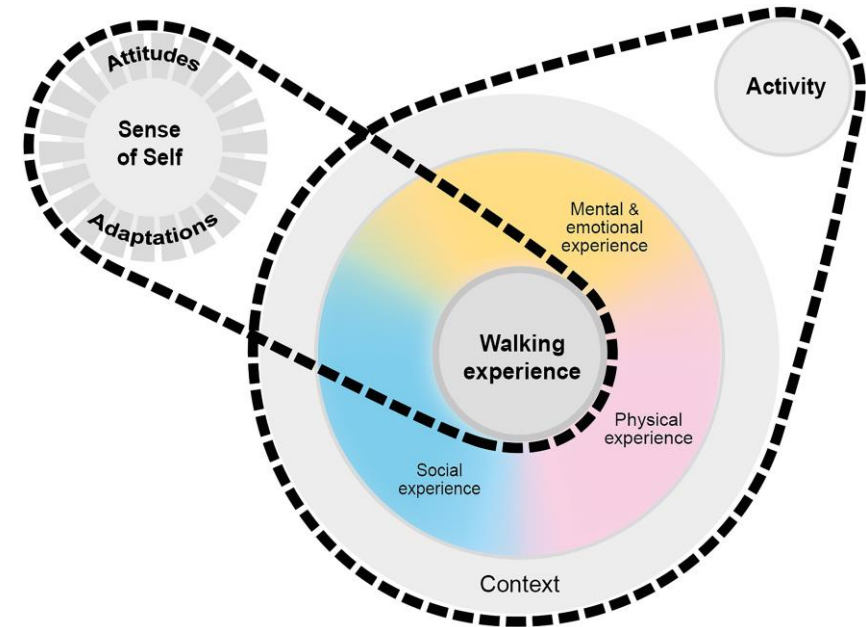 Attitudes
Sense
of Self
Adaptations
Activity
Mental &
emotional
experience
Walking
experience
Physical
experience
Social
experience
Context